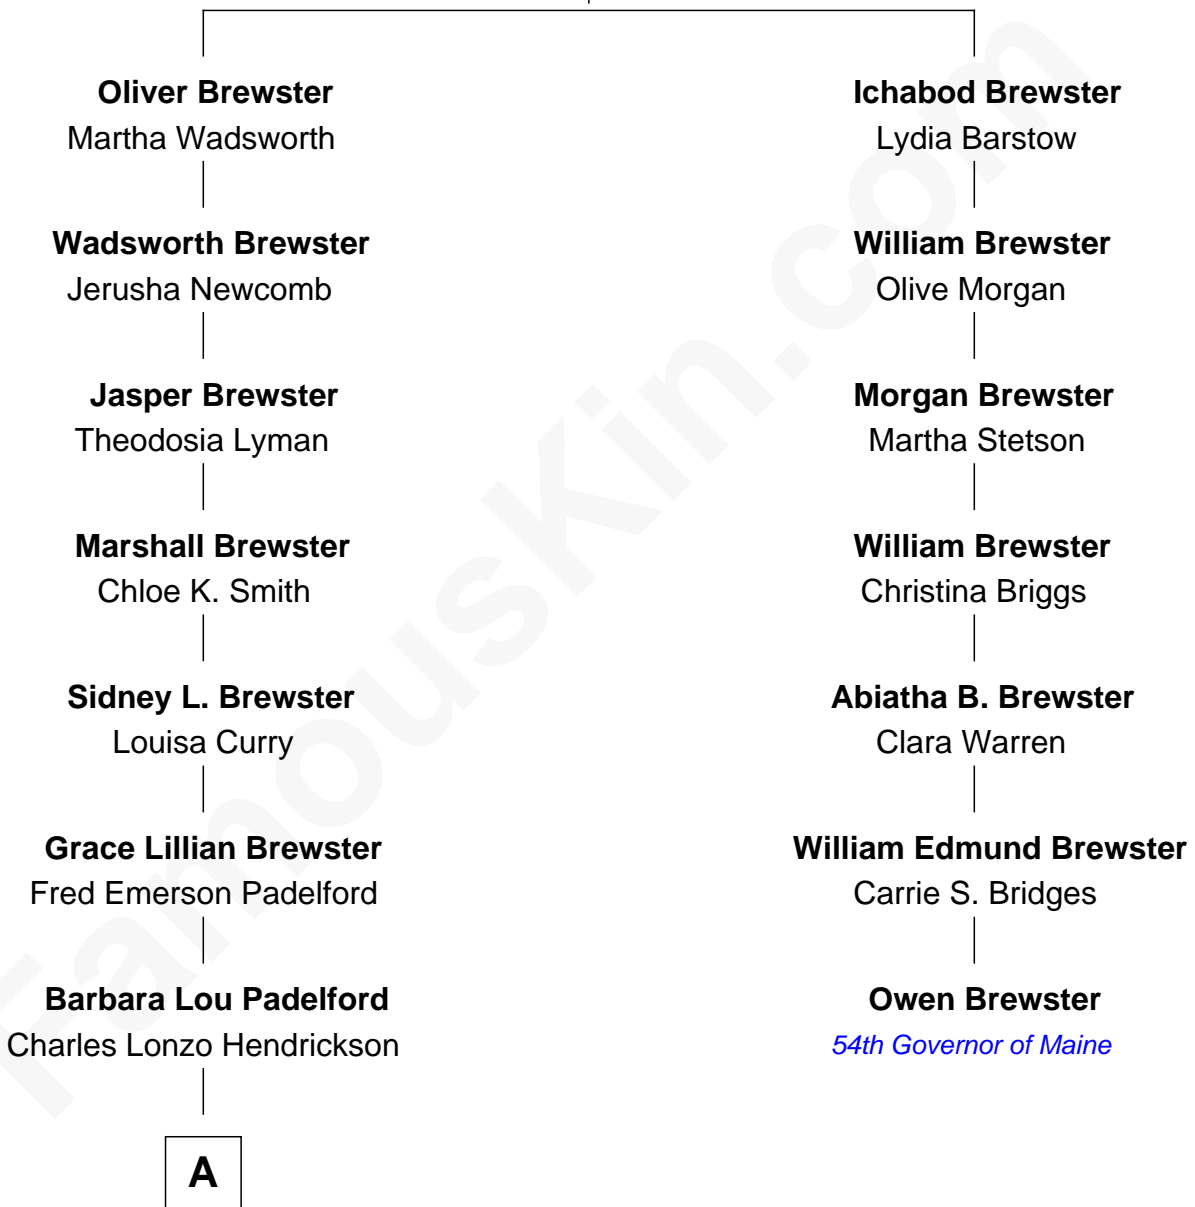 Oliver Brewster
Martha Wadsworth
Wadsworth Brewster
Jerusha Newcomb
Jasper Brewster
Theodosia Lyman
Marshall Brewster
Chloe K. Smith
Sidney L. Brewster
Louisa Curry
Grace Lillian Brewster
Fred Emerson Padelford
Barbara Lou Padelford
Charles Lonzo Hendrickson
A
Ichabod Brewster
Lydia Barstow
William Brewster
Olive Morgan
Morgan Brewster
Martha Stetson
William Brewster
Christina Briggs
Abiatha B. Brewster
Clara Warren
William Edmund Brewster
Carrie S. Bridges
Owen Brewster
54th Governor of Maine
FamousKin.com